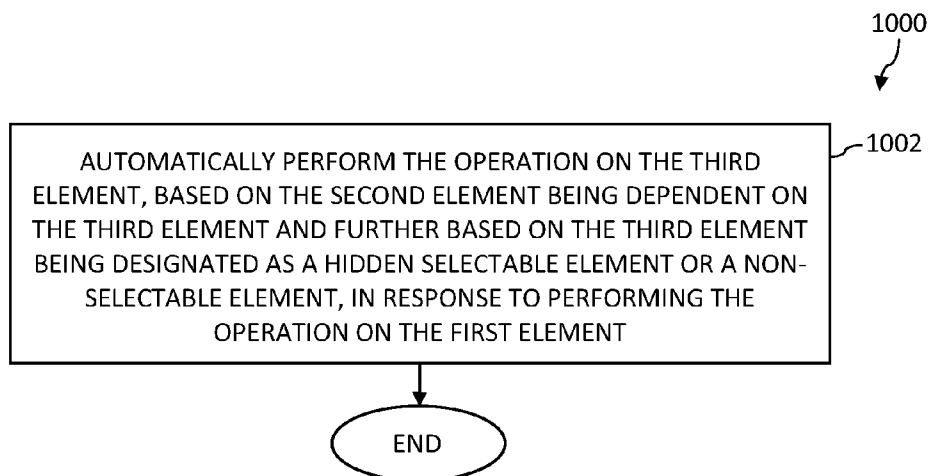 1000
1002
AUTOMATICALLY PERFORM THE OPERATION ON THE THIRD
ELEMENT, BASED ON THE SECOND ELEMENT BEING DEPENDENT ON
THE THIRD ELEMENT AND FURTHER BASED ON THE THIRD ELEMENT
BEING DESIGNATED AS A HIDDEN SELECTABLE ELEMENT OR A NON-
SELECTABLE ELEMENT, IN RESPONSE TO PERFORMING THE
OPERATION ON THE FIRST ELEMENT
END